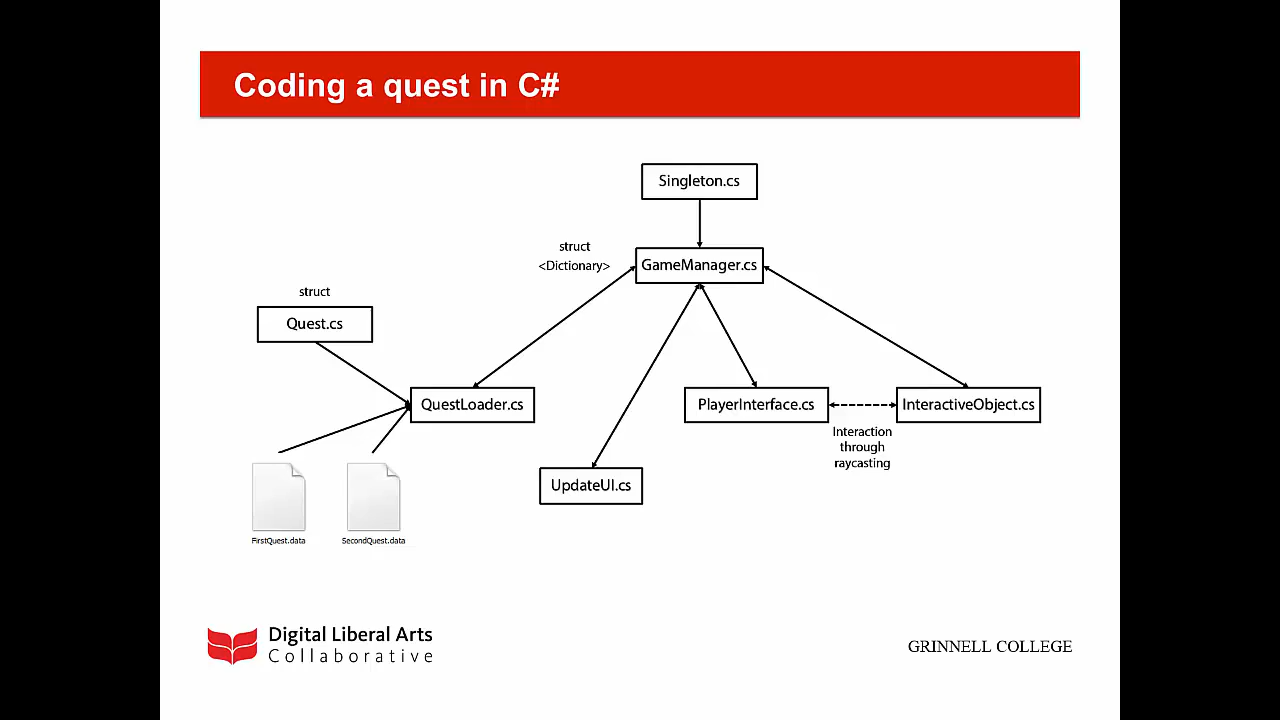 Coding a quest in C#
Singleton.cs
struct
<Dictionary>
GameManager.cs
struct
Quest.cs
QuestLoader.cs
PlayerInterface.cs
InteractiveObject.cs
Interaction
through
raycasting
UpdateUI.cs
FirstQuest.data
SecondQuest.data
Digital Liberal Arts
Collaborative
GRINNELL COLLEGE